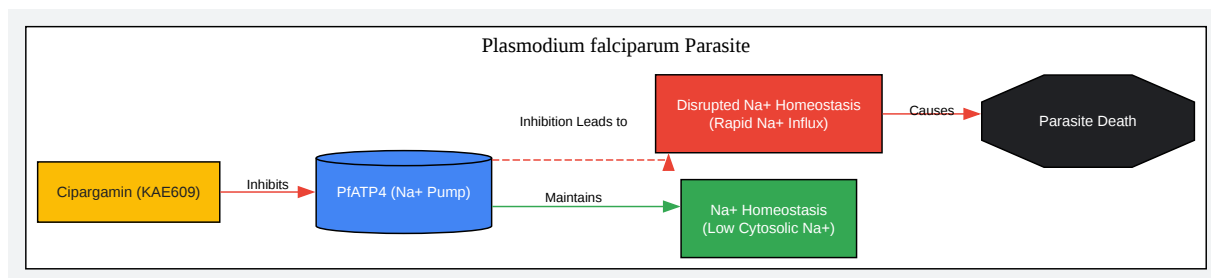 Plasmodium falciparum Parasite
Cipargamin (KAE609)
Inhibits
PfATP4 (Na+ Pump)
Inhibition Leads to
Disrupted Na+ Homeostasis
(Rapid Na+ Influx)
Causes
Parasite Death
Maintains
Na+ Homeostasis
(Low Cytosolic Na+)